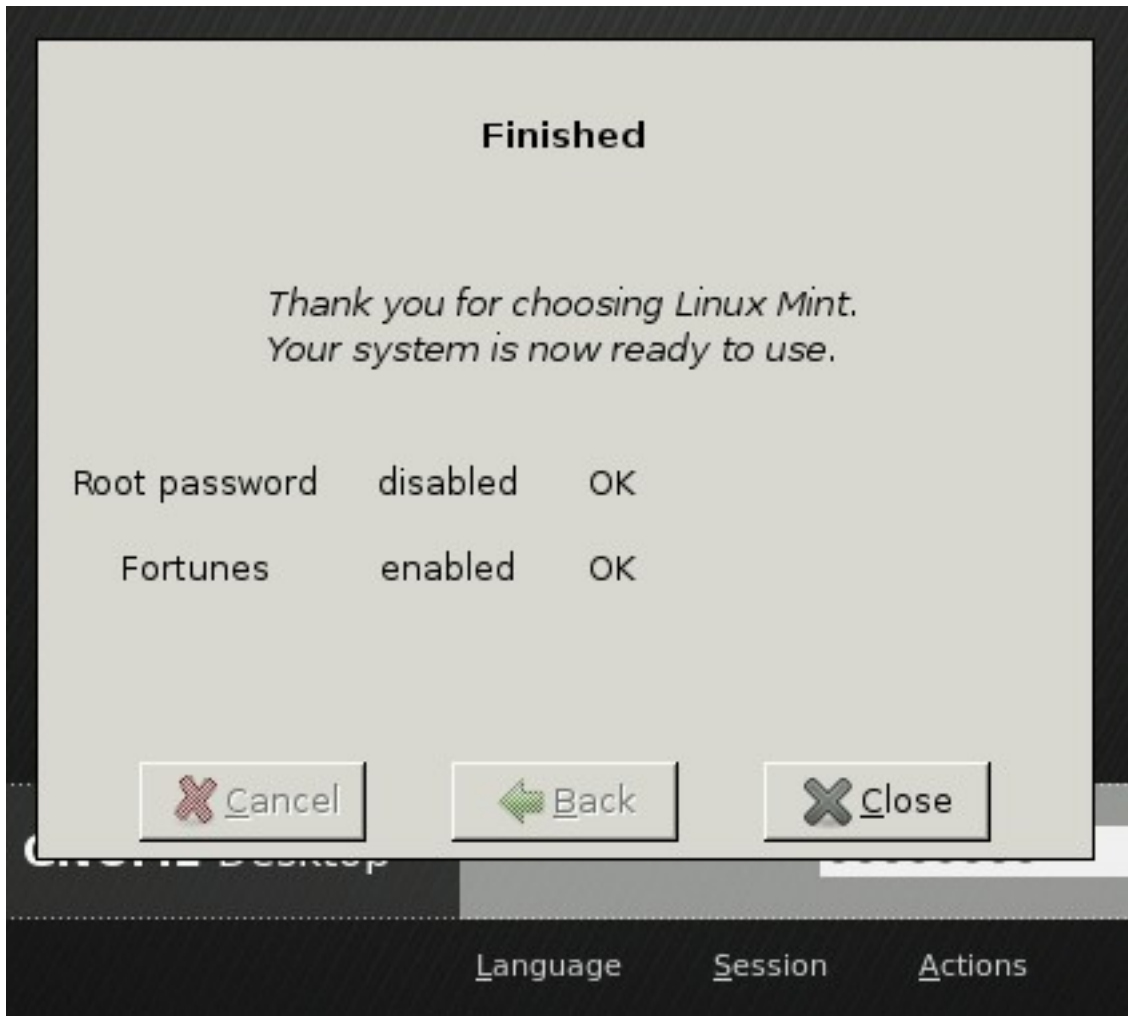 Finished
Thank you for choosing Linux Mint.
Your system is now ready to use.
Root password disabled OK
Fortunes enabled OK
Cancel Back Close
GNOME Desktop
Language Session Actions